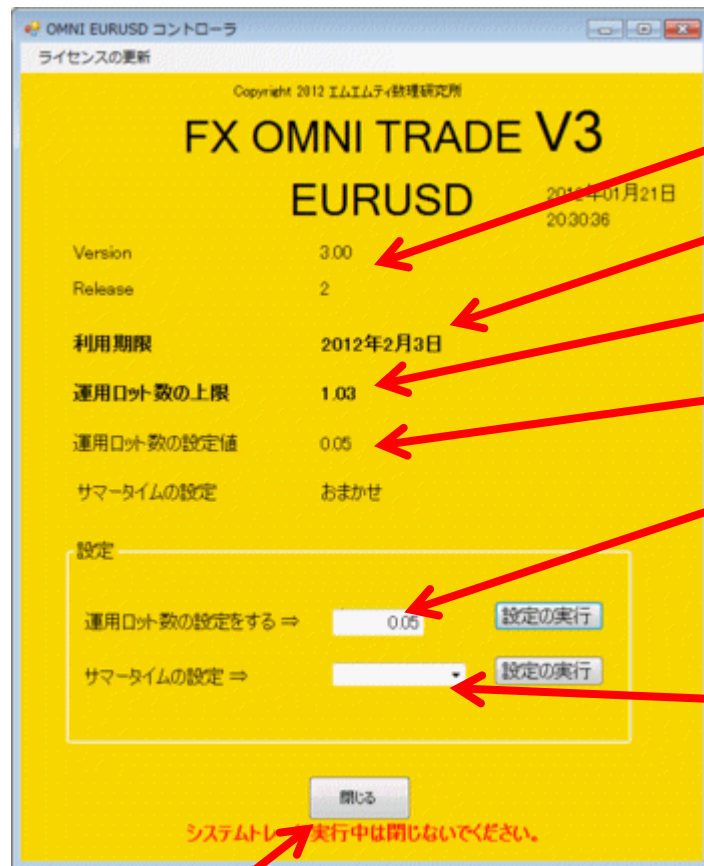 OMNI EURUSD コントローラ
ライセンスの更新
Copyright 2012 エムエムティ数理研究所
FX OMNI TRADE V3
EURUSD
2012年01月21日
20:30:36
Version 3.00
Release 2
利用期限 2012年2月3日
運用ロット数の上限 1.03
運用ロット数の設定値 0.05
サマータイムの設定 おまかせ
設定
運用ロット数の設定をする ⇒ 0.05 設定の実行
サマータイムの設定 ⇒ 設定の実行
閉じる
システムトレード実行中は閉じないでください。